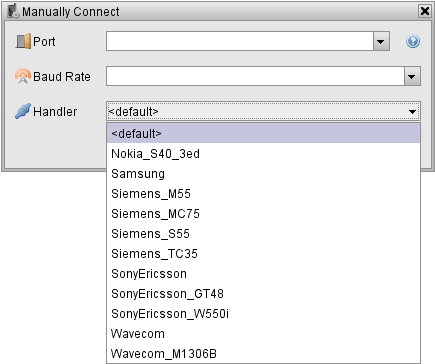 Manually Connect
Port
Baud Rate
Handler
<default>
<default>
Nokia_S40_3ed
Samsung
Siemens_M55
Siemens_MC75
Siemens_S55
Siemens_TC35
SonyEricsson
SonyEricsson_GT48
SonyEricsson_W550i
Wavecom
Wavecom_M1306B